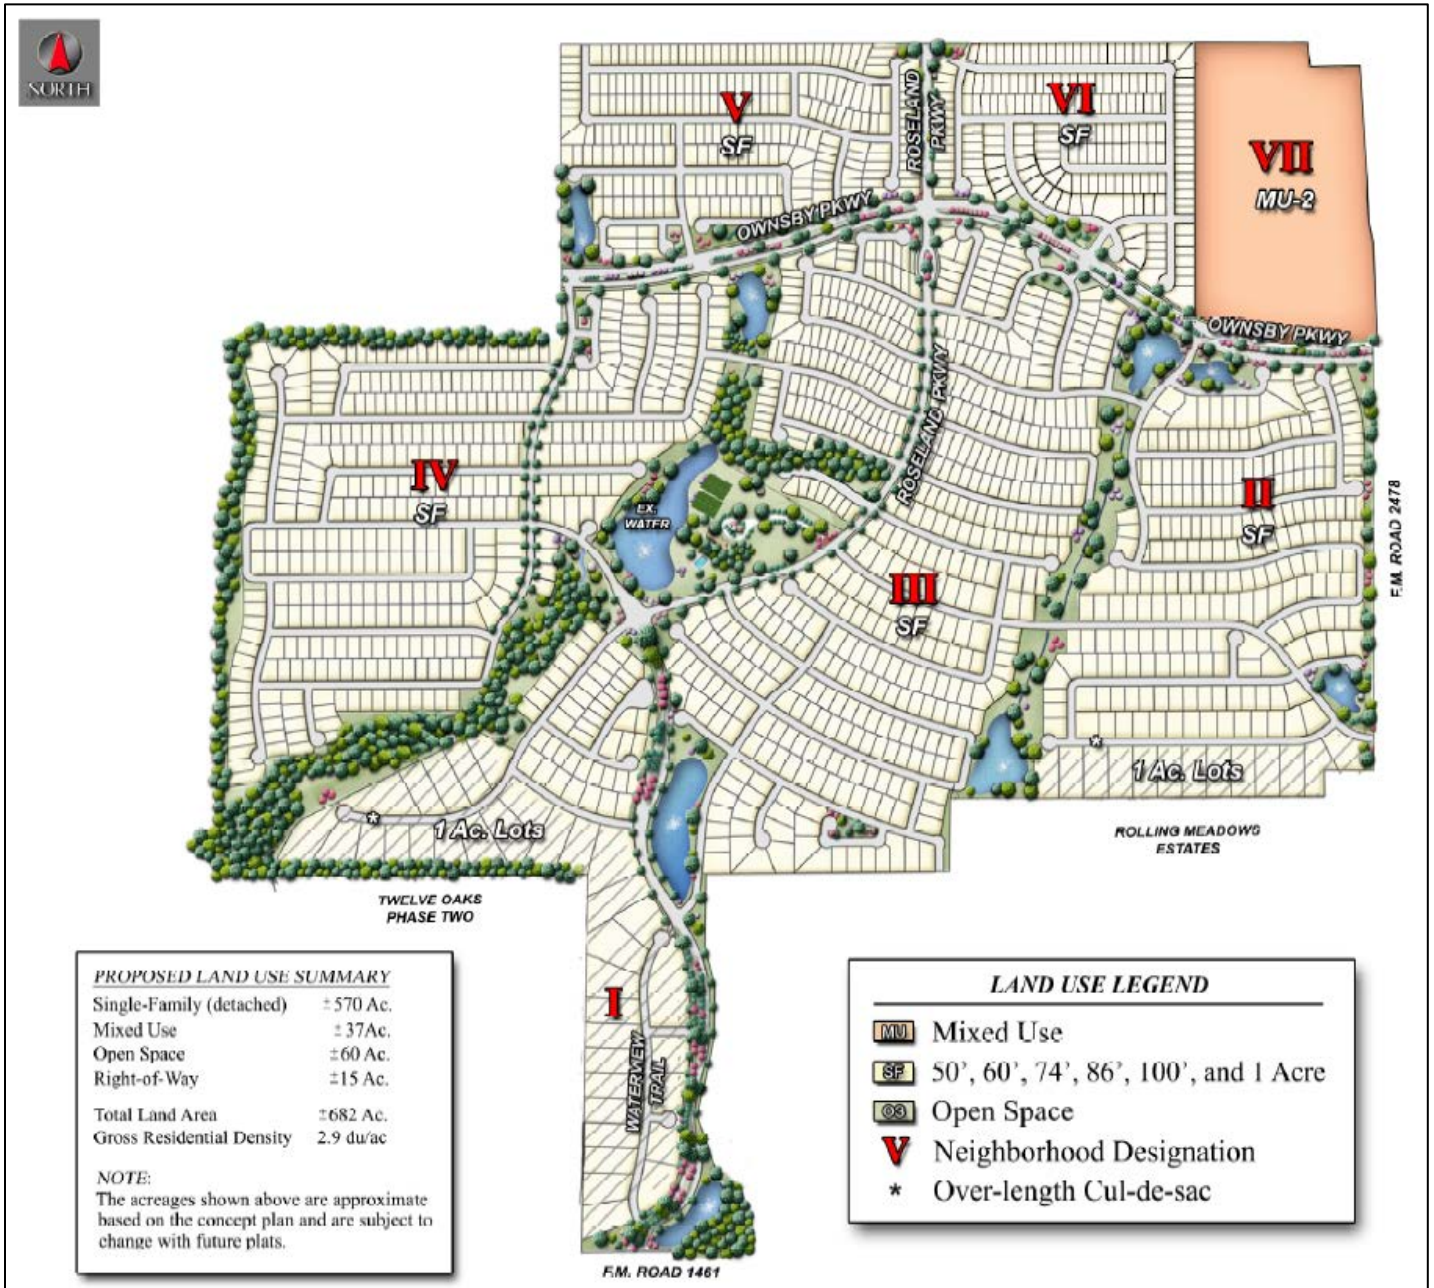 NORTH
V
SF
ROSELAND
PKWY
VI
SF
VII
MU-2
OWNSBY PKWY
OWNSBY PKWY
IV
SF
EX.
WATER
ROSELAND PKWY
II
SF
F.M. ROAD 2478
III
SF
1 Ac. Lots
*
1 Ac. Lots
*
ROLLING MEADOWS
ESTATES
TWELVE OAKS
PHASE TWO
I
WATERVIEW
TRAIL
F.M. ROAD 1461
PROPOSED LAND USE SUMMARY
Single-Family (detached) ±570 Ac.
Mixed Use ±37Ac.
Open Space ±60 Ac.
Right-of-Way ±15 Ac.
Total Land Area ±682 Ac.
Gross Residential Density 2.9 du/ac
NOTE:
The acreages shown above are approximate
based on the concept plan and are subject to
change with future plats.
LAND USE LEGEND
MU Mixed Use
SF 50’, 60’, 74’, 86’, 100’, and 1 Acre
Open Space
V Neighborhood Designation
* Over-length Cul-de-sac